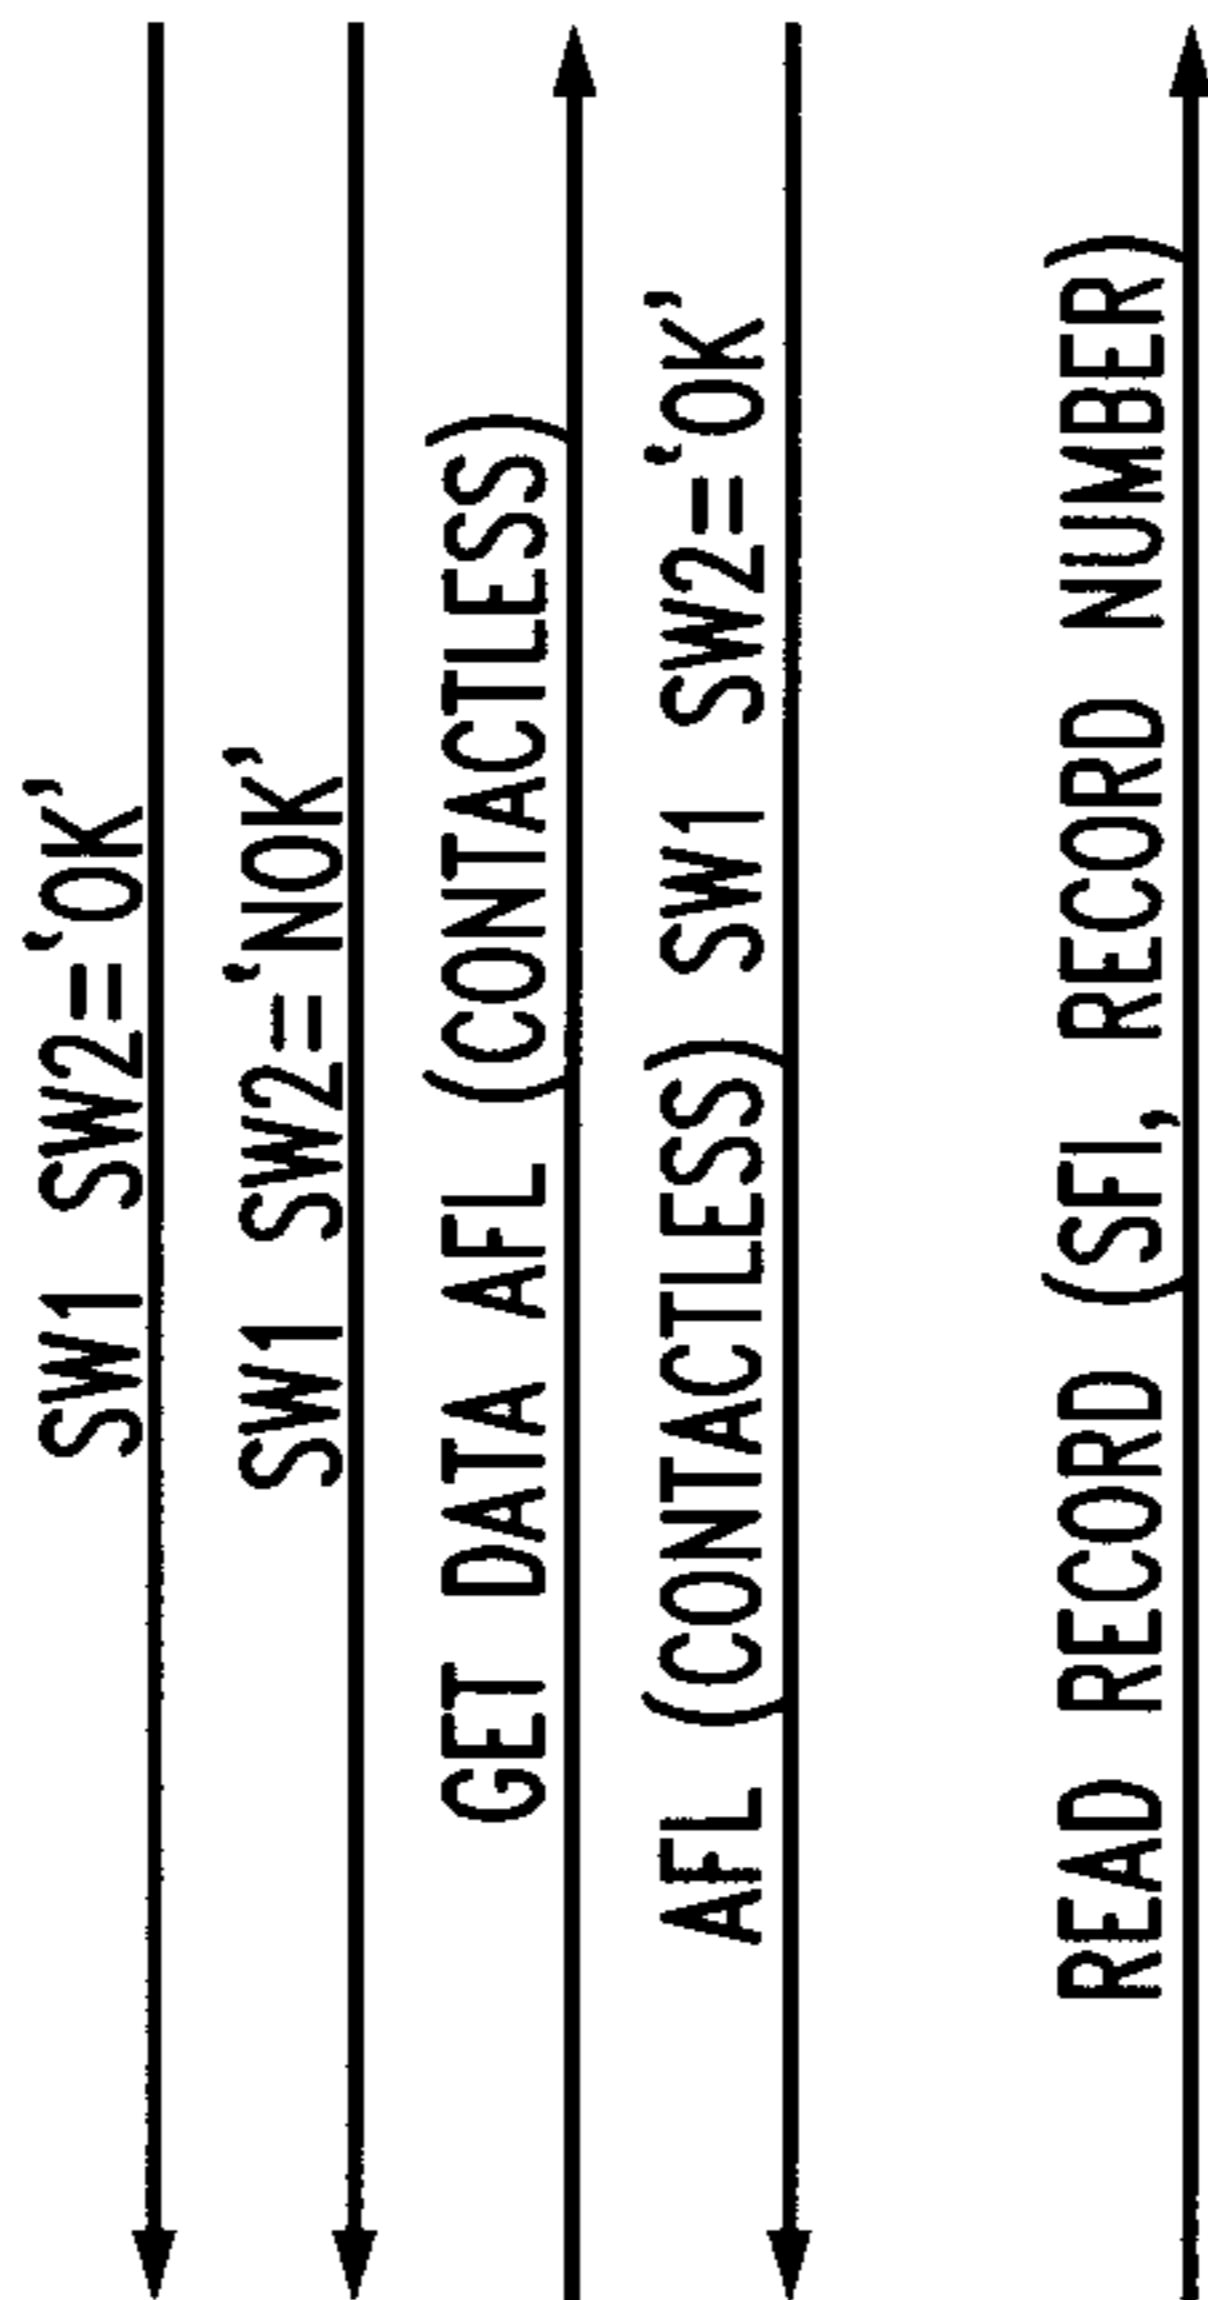 SW1 SW2=‘OK’
SW1 SW2=‘NOK’
GET DATA AFL (CONTACTLESS)
AFL (CONTACTLESS) SW1 SW2=‘OK’
READ RECORD (SFI, RECORD NUMBER)